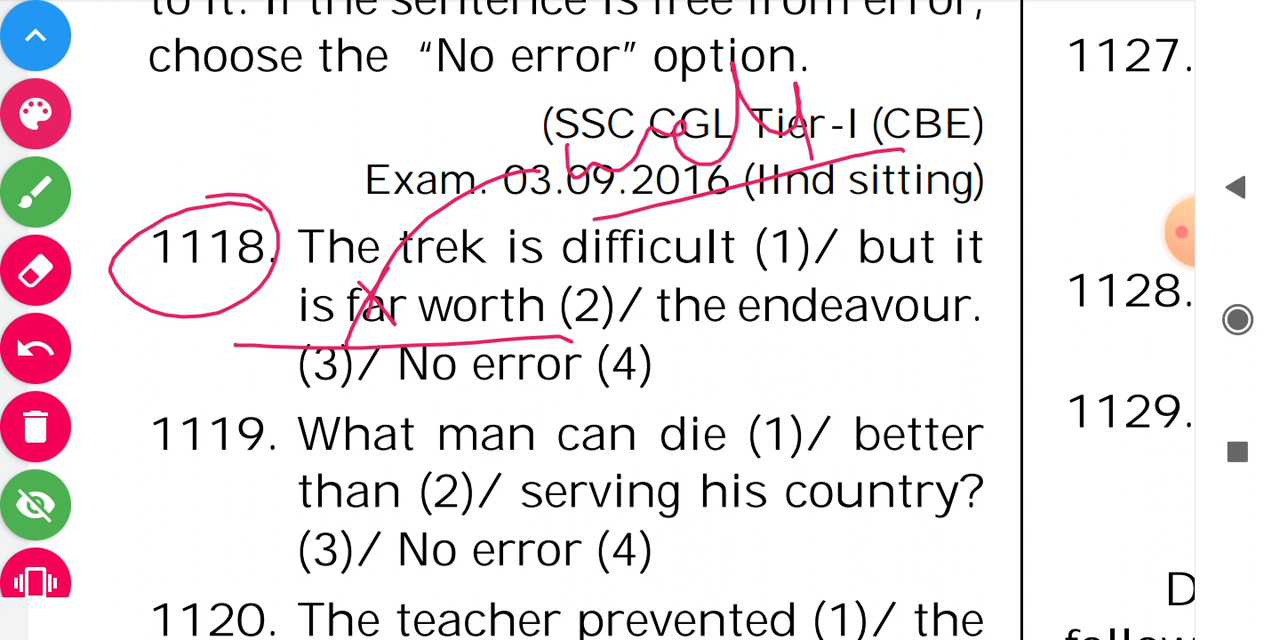 choose the “No error” option.
(SSC CGL Tier-I (CBE)
Exam. 03.09.2016 (IInd sitting)
1118. The trek is difficult (1)/ but it
is far worth (2)/ the endeavour.
(3)/ No error (4)
1119. What man can die (1)/ better
than (2)/ serving his country?
(3)/ No error (4)
1120. The teacher prevented (1)/ the
1127.
1128.
1129.
D